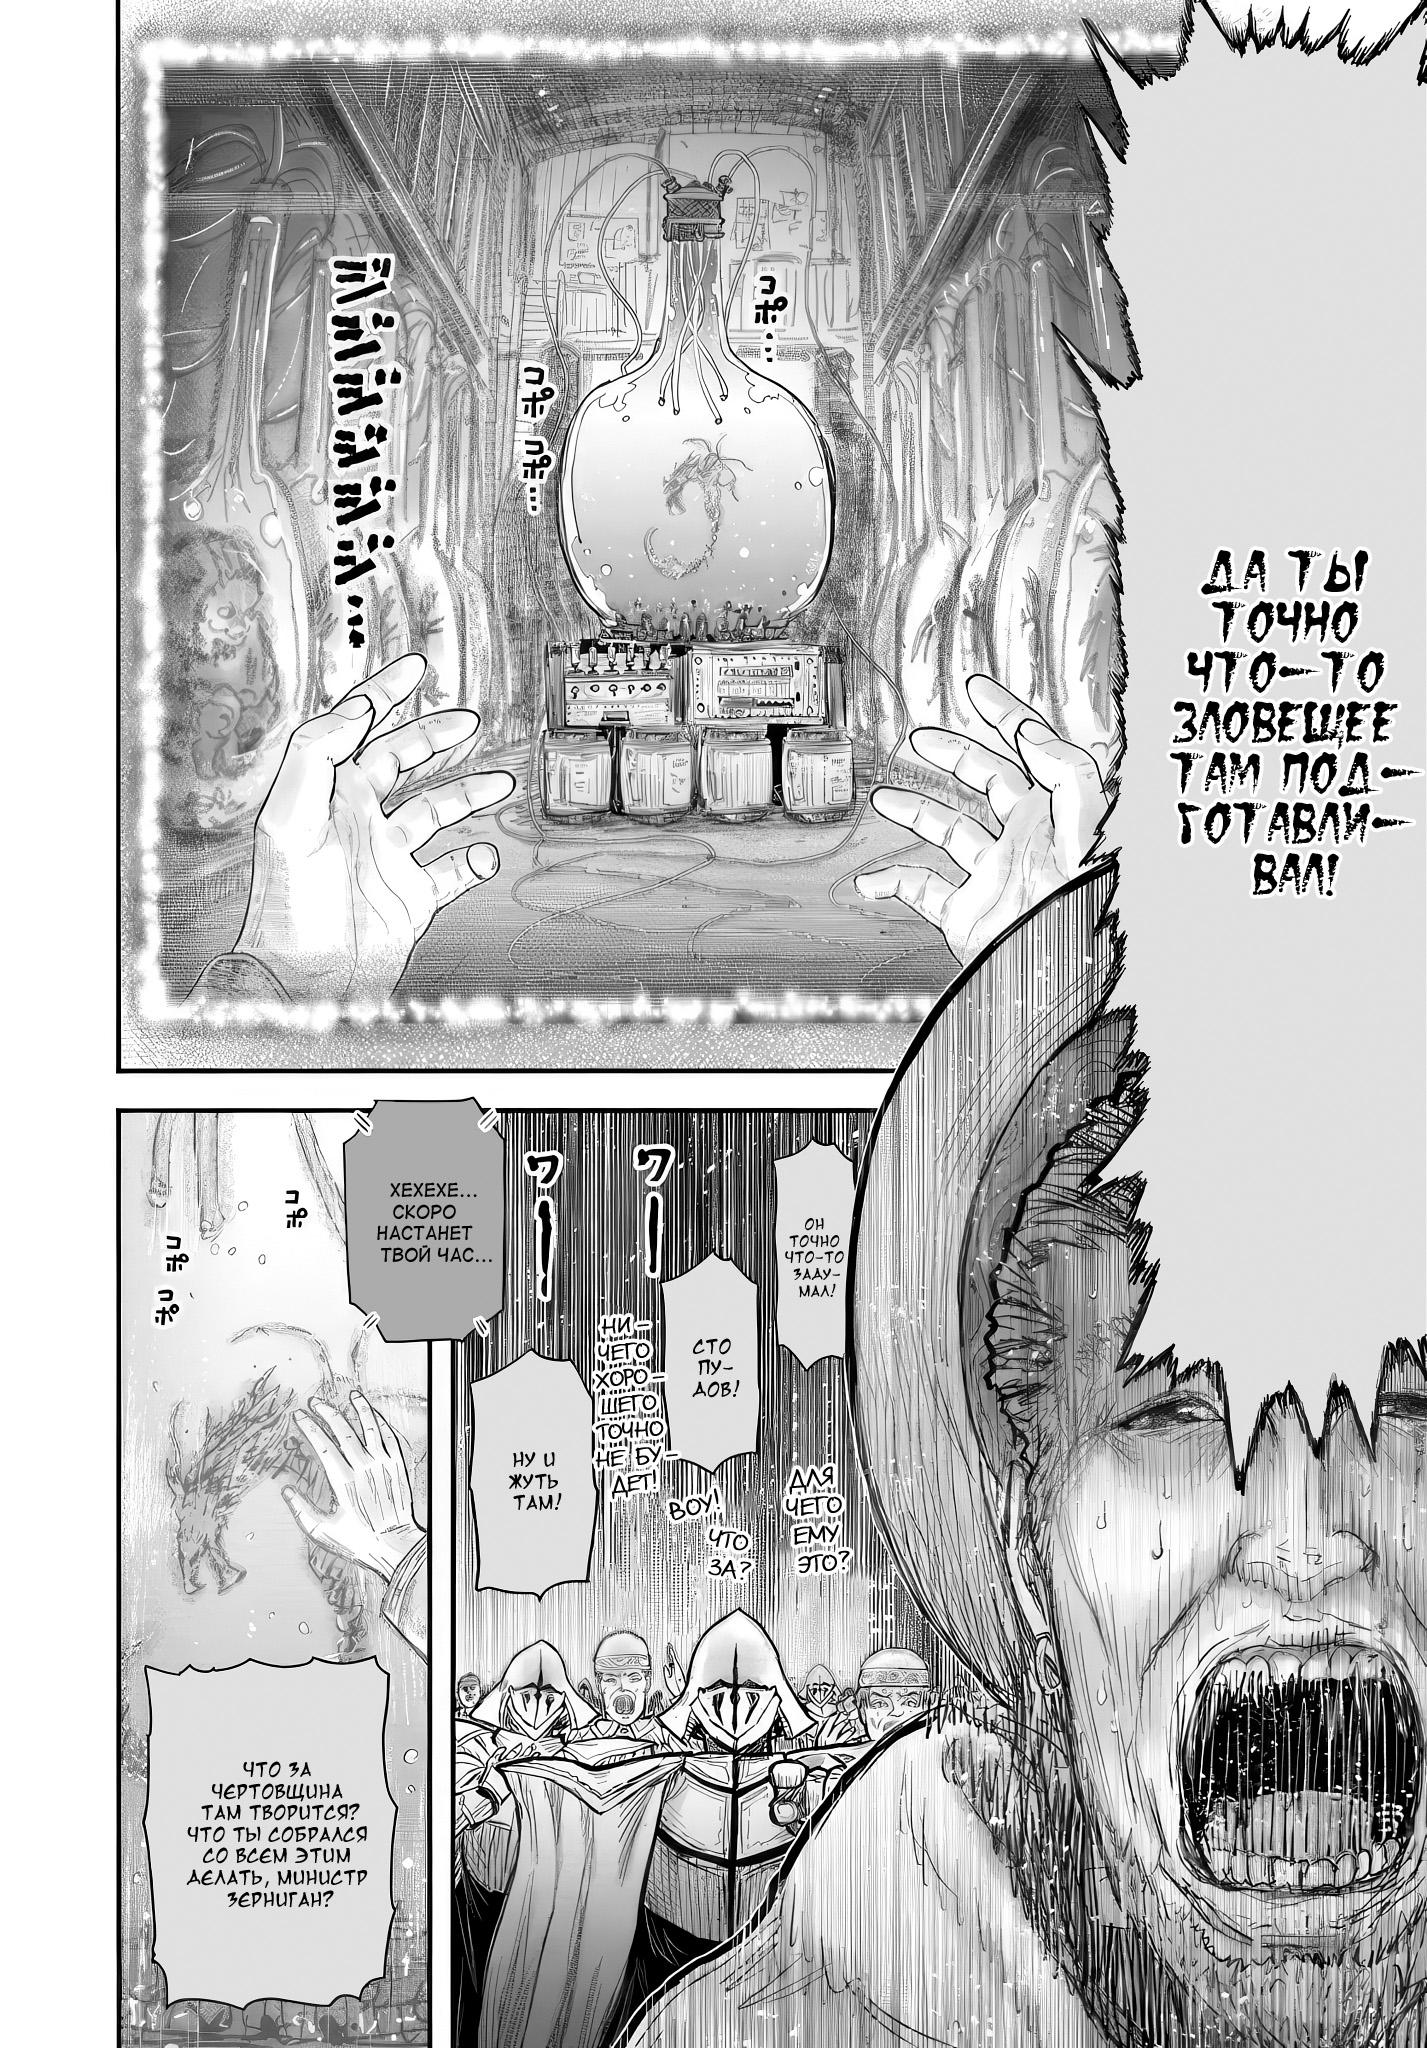 ДА ТЫ
ТОЧНО
ЧТО-ТО
ЗЛОВЕЩЕЕ
ТАМ ПОД-
ГОТАВЛИ-
ВАЛ!
コポ…
コポ
コポ…
ОН
ТОЧНО
ЧТО-ТО
ЗАДУ-
МАЛ!
ワー
СТО
ПУ-
ДОВ!
ワー
НИ-
ЧЕГО
ХОРО-
ШЕГО
ТОЧНО
НЕ БУ-
ДЕТ!
ДЛЯ
ЧЕГО
ЕМУ
ЭТО?
ВОУ!
ЧТО
ЗА?
НУ И
ЖУТЬ
ТАМ!
ХЕХЕХЕ...
СКОРО
НАСТАНЕТ
ТВОЙ ЧАС...
コポ
コポ
コポ
ЧТО ЗА
ЧЕРТОВЩИНА
ТАМ ТВОРИТСЯ?
ЧТО ТЫ СОБРАЛСЯ
СО ВСЕМ ЭТИМ
ДЕЛАТЬ, МИНИСТР
ЗЕРНИГАН?